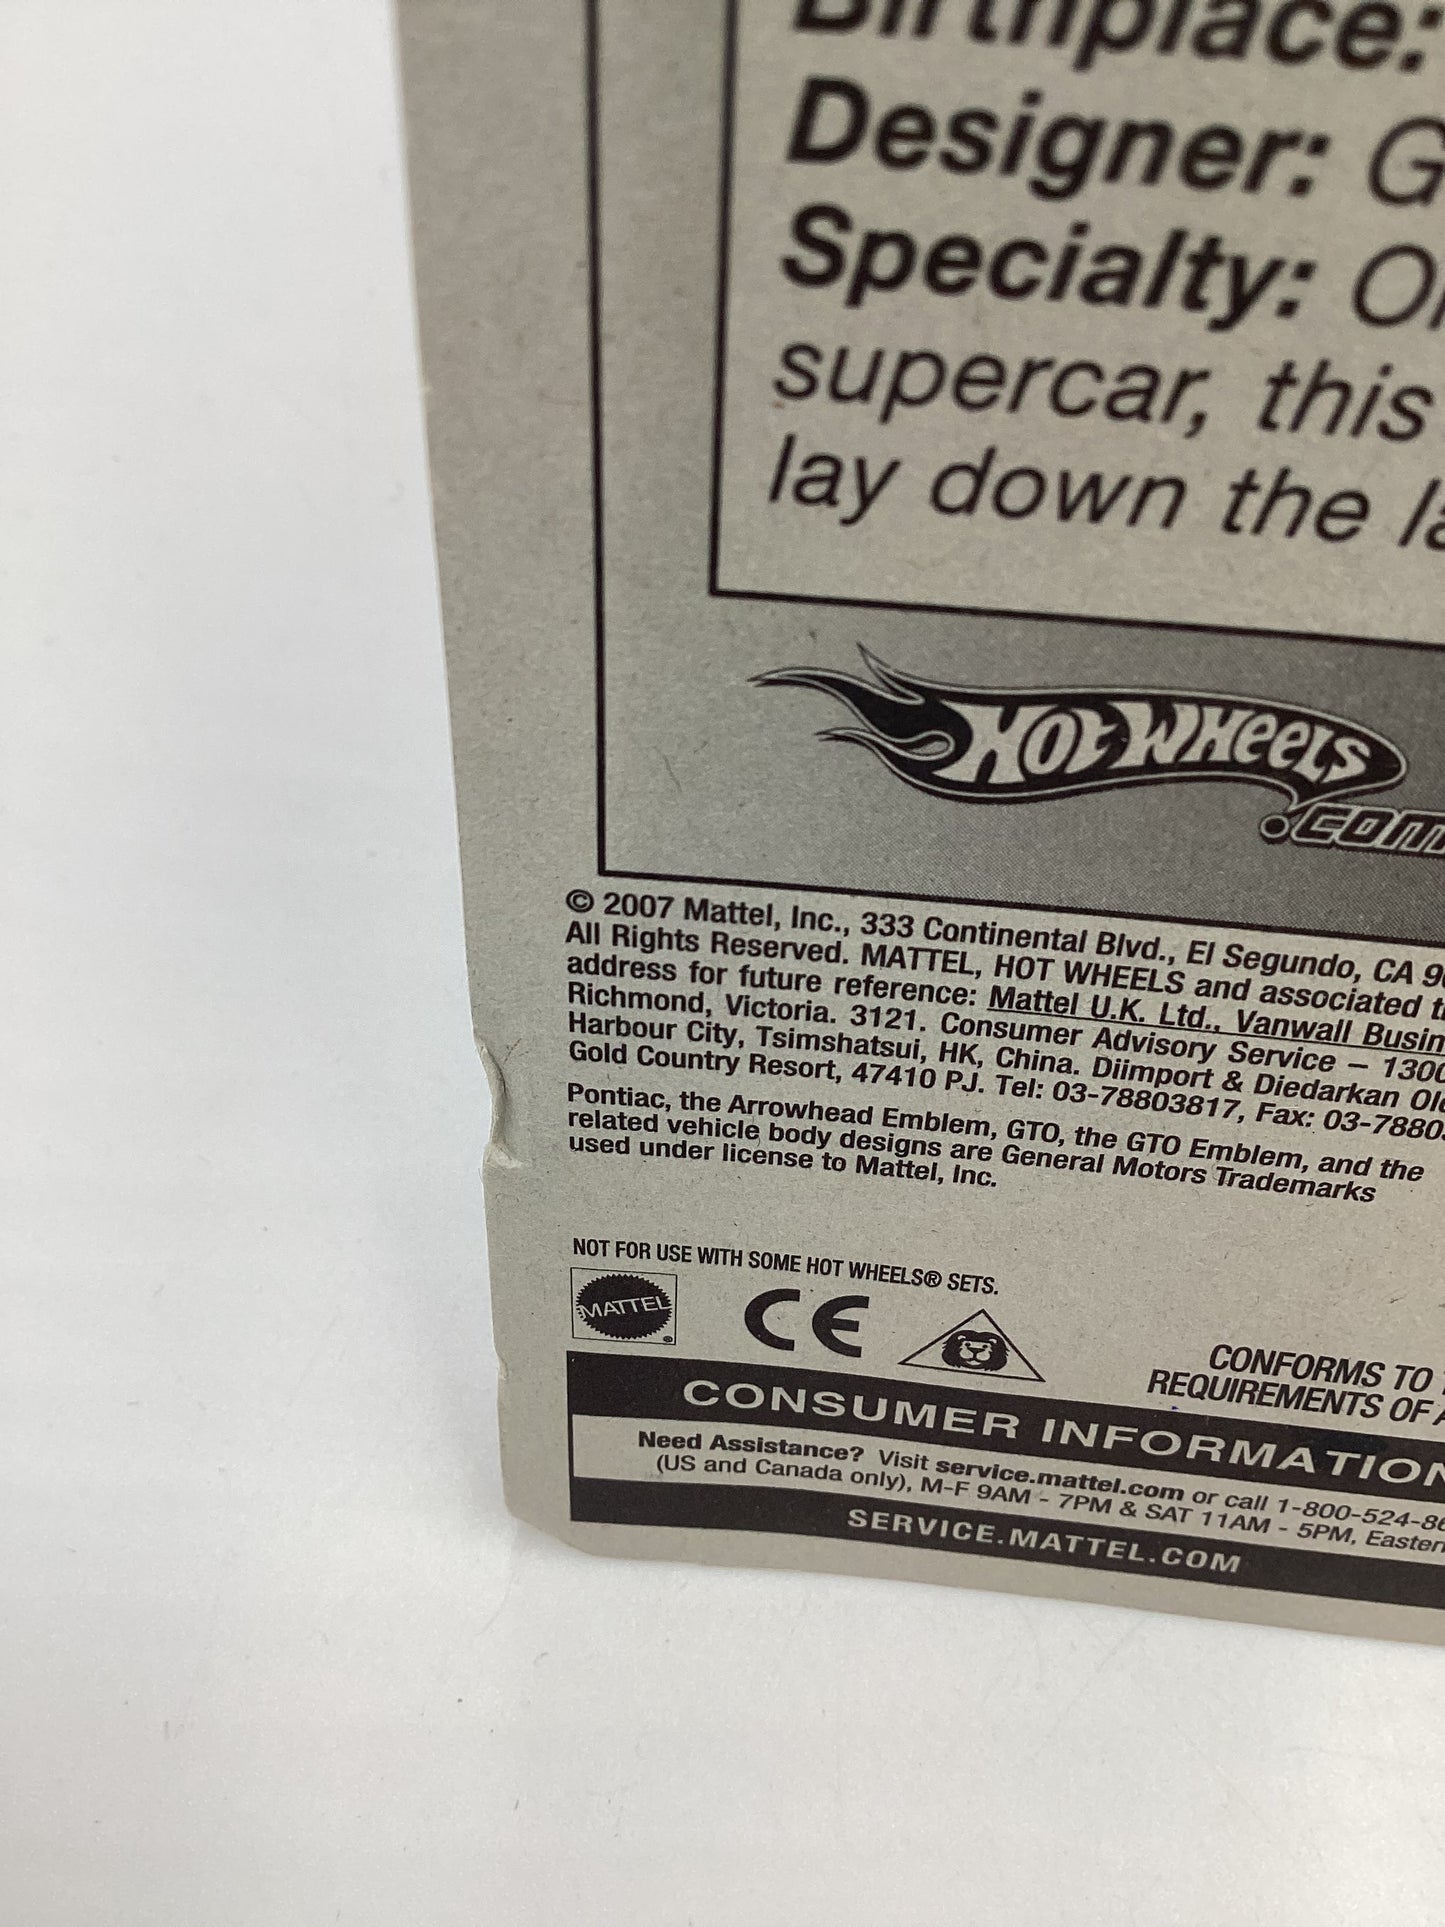 Birthplace:
Designer: G
Specialty: O
supercar, this
lay down the la
HOT WHEELS
.COM
© 2007 Mattel, Inc., 333 Continental Blvd., El Segundo, CA 9
All Rights Reserved. MATTEL, HOT WHEELS and associated t
address for future reference: Mattel U.K. Ltd., Vanwall Busin
Richmond, Victoria. 3121. Consumer Advisory Service – 1300
Harbour City, Tsimshatsui, HK, China. Diimport & Diedarkan Ol
Gold Country Resort, 47410 PJ. Tel: 03-78803817, Fax: 03-7880
Pontiac, the Arrowhead Emblem, GTO, the GTO Emblem, and the
related vehicle body designs are General Motors Trademarks
used under license to Mattel, Inc.
NOT FOR USE WITH SOME HOT WHEELS® SETS.
MATTEL ®
CE
CONFORMS TO
REQUIREMENTS OF A
CONSUMER INFORMATION
Need Assistance? Visit service.mattel.com or call 1-800-524-86
(US and Canada only), M-F 9AM - 7PM & SAT 11AM - 5PM, Eastern
SERVICE.MATTEL.COM